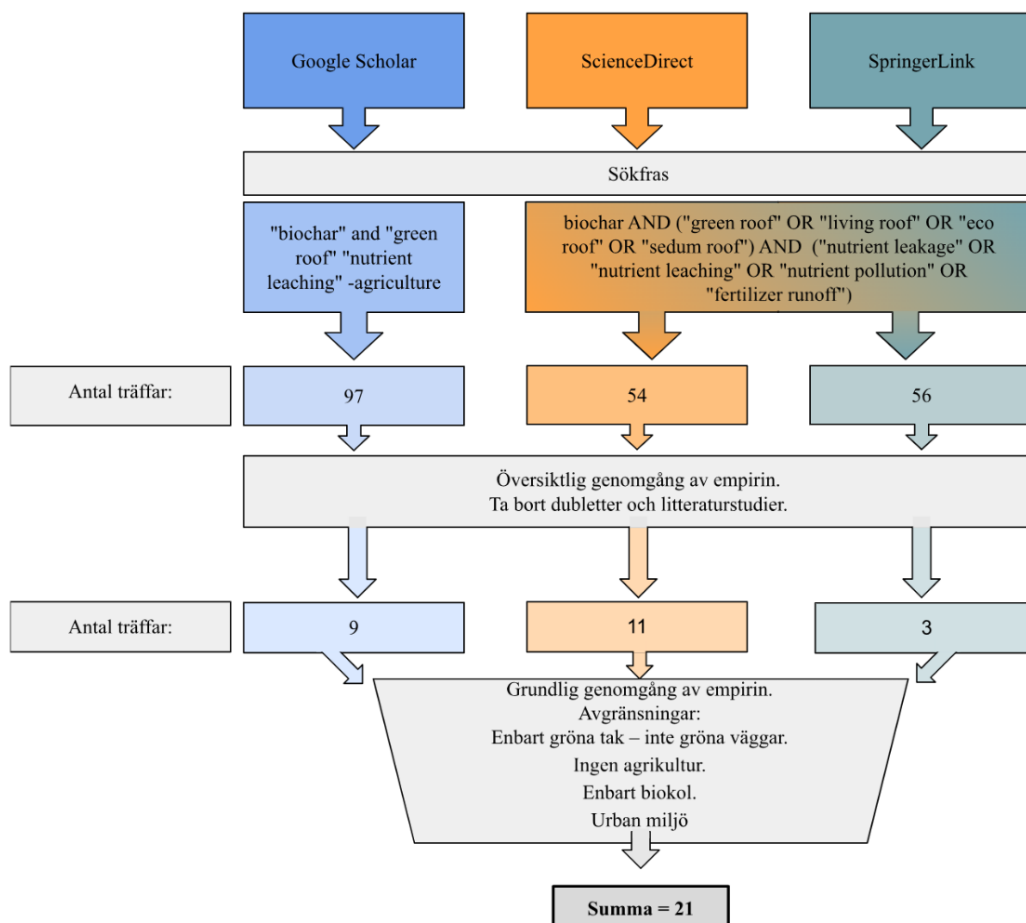 Google Scholar
ScienceDirect
SpringerLink
Sökfras
"biochar" and "green
roof" "nutrient
leaching" -agriculture
biochar AND ("green roof" OR "living roof" OR "eco
roof" OR "sedum roof") AND ("nutrient leakage" OR
"nutrient leaching" OR "nutrient pollution" OR
"fertilizer runoff")
Antal träffar:
97
54
56
Översiktlig genomgång av empirin.
Ta bort dubletter och litteraturstudier.
Antal träffar:
9
11
3
Grundlig genomgång av empirin.
Avgränsningar:
Enbart gröna tak – inte gröna väggar.
Ingen agrikultur.
Enbart biokol.
Urban miljö
Summa = 21